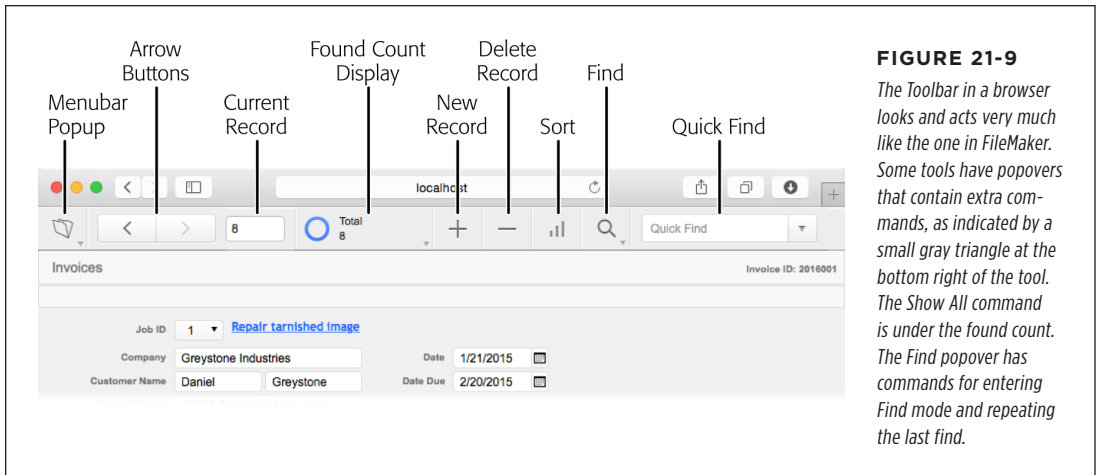 Arrow
Buttons
Found Count
Display
Delete
Record
Find
Menubar
Popup
Current
Record
New
Record
Sort
Quick Find
localhost
8
Total
8
Quick Find
Invoices
Invoice ID: 2016001
Job ID 1 Repair tarnished image
Company Greystone Industries Date 1/21/2015
Customer Name Daniel Greystone Date Due 2/20/2015
FIGURE 21-9
The Toolbar in a browser
looks and acts very much
like the one in FileMaker.
Some tools have popovers
that contain extra com-
mands, as indicated by a
small gray triangle at the
bottom right of the tool.
The Show All command
is under the found count.
The Find popover has
commands for entering
Find mode and repeating
the last find.